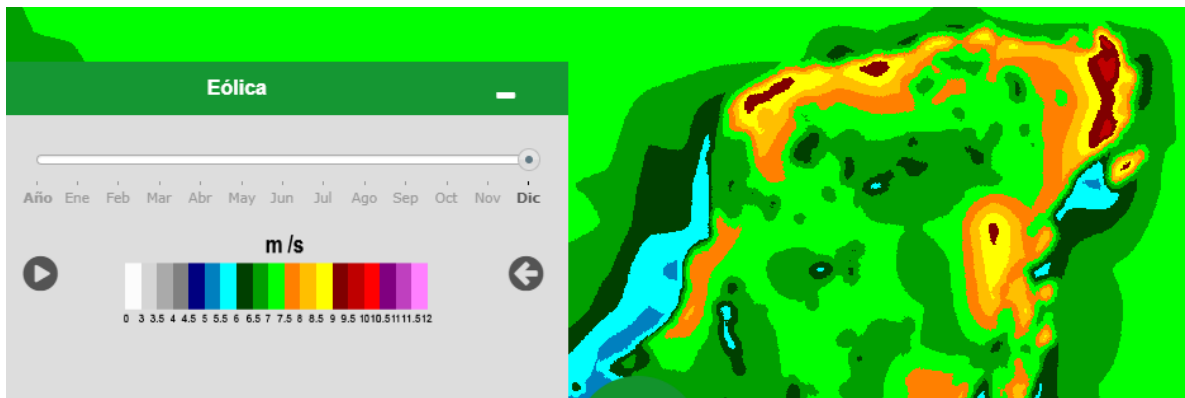 Eólica
Año Ene Feb Mar Abr May Jun Jul Ago Sep Oct Nov Dic
m /s
0 3 3.5 4 4.5 5 5.5 6 6.5 7 7.5 8 8.5 9 9.5 10 10.5 11 11.5 12